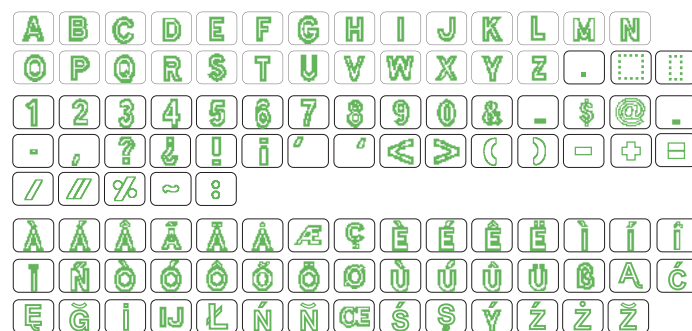 A B C D E F G H I J K L M N
O P Q R S T U V W X Y Z .
1 2 3 4 5 6 7 8 9 0 & _ $ @
- , ? ¿ ! ¡ < > ( ) − +
/ // % ~ :
À Á Â Ã Ä Å Æ Ç È É Ê Ë Ì Í
Ñ Ò Ó Ô Õ Ö Ø Ù Ú Û Ü ß Ą Ć
Ę Ğ İ IJ Ł Ń Ň Œ Ś Ş Ý Ź Ż Ž